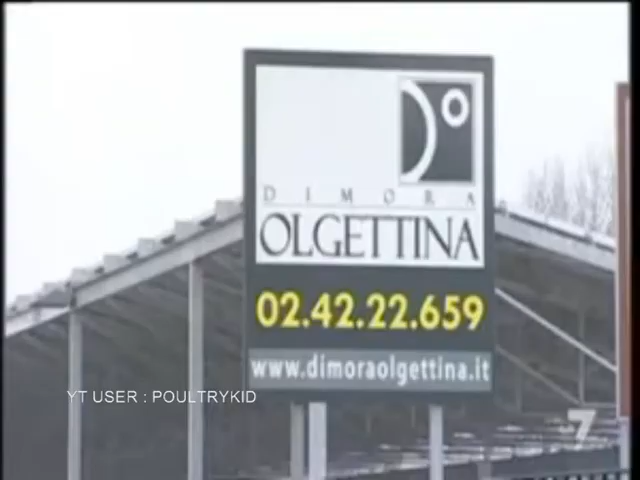 DIMORA
OLGETTINA
02.42.22.659
www.dimoraolgettina.it
YT USER : POULTRYKID
7